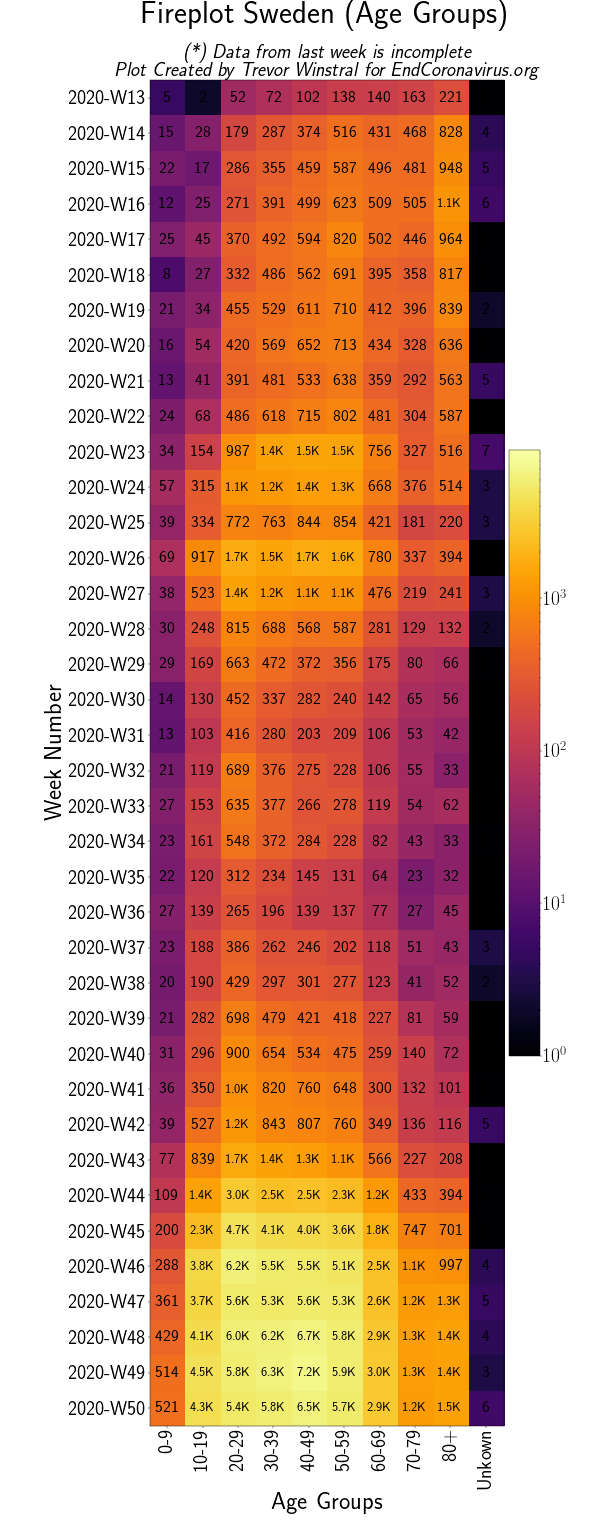 Fireplot Sweden (Age Groups)
(*) Data from last week is incomplete
Plot Created by Trevor Winstral for EndCoronavirus.org
2020-W13 5 2 52 72 102 138 140 163 221
2020-W14 15 28 179 287 374 516 431 468 828 4
2020-W15 22 17 286 355 459 587 496 481 948 5
2020-W16 12 25 271 391 499 623 509 505 1.1K 6
2020-W17 25 45 370 492 594 820 502 446 964
2020-W18 8 27 332 486 562 691 395 358 817
2020-W19 21 34 455 529 611 710 412 396 839 2
2020-W20 16 54 420 569 652 713 434 328 636
2020-W21 13 41 391 481 533 638 359 292 563 5
2020-W22 24 68 486 618 715 802 481 304 587
2020-W23 34 154 987 1.4K 1.5K 1.5K 756 327 516 7
2020-W24 57 315 1.1K 1.2K 1.4K 1.3K 668 376 514 3
2020-W25 39 334 772 763 844 854 421 181 220 3
2020-W26 69 917 1.7K 1.5K 1.7K 1.6K 780 337 394
2020-W27 38 523 1.4K 1.2K 1.1K 1.1K 476 219 241 3
2020-W28 30 248 815 688 568 587 281 129 132 2
2020-W29 29 169 663 472 372 356 175 80 66
2020-W30 14 130 452 337 282 240 142 65 56
2020-W31 13 103 416 280 203 209 106 53 42
2020-W32 21 119 689 376 275 228 106 55 33
2020-W33 27 153 635 377 266 278 119 54 62
2020-W34 23 161 548 372 284 228 82 43 33
2020-W35 22 120 312 234 145 131 64 23 32
2020-W36 27 139 265 196 139 137 77 27 45
2020-W37 23 188 386 262 246 202 118 51 43 3
2020-W38 20 190 429 297 301 277 123 41 52 2
2020-W39 21 282 698 479 421 418 227 81 59
2020-W40 31 296 900 654 534 475 259 140 72
2020-W41 36 350 1.0K 820 760 648 300 132 101
2020-W42 39 527 1.2K 843 807 760 349 136 116 5
2020-W43 77 839 1.7K 1.4K 1.3K 1.1K 566 227 208
2020-W44 109 1.4K 3.0K 2.5K 2.5K 2.3K 1.2K 433 394
2020-W45 200 2.3K 4.7K 4.1K 4.0K 3.6K 1.8K 747 701
2020-W46 288 3.8K 6.2K 5.5K 5.5K 5.1K 2.5K 1.1K 997 4
2020-W47 361 3.7K 5.6K 5.3K 5.6K 5.3K 2.6K 1.2K 1.3K 5
2020-W48 429 4.1K 6.0K 6.2K 6.7K 5.8K 2.9K 1.3K 1.4K 4
2020-W49 514 4.5K 5.8K 6.3K 7.2K 5.9K 3.0K 1.3K 1.4K 3
2020-W50 521 4.3K 5.4K 5.8K 6.5K 5.7K 2.9K 1.2K 1.5K 6
0-9 10-19 20-29 30-39 40-49 50-59 60-69 70-79 80+ Unkown
Age Groups
Week Number
10³
10²
10¹
10⁰